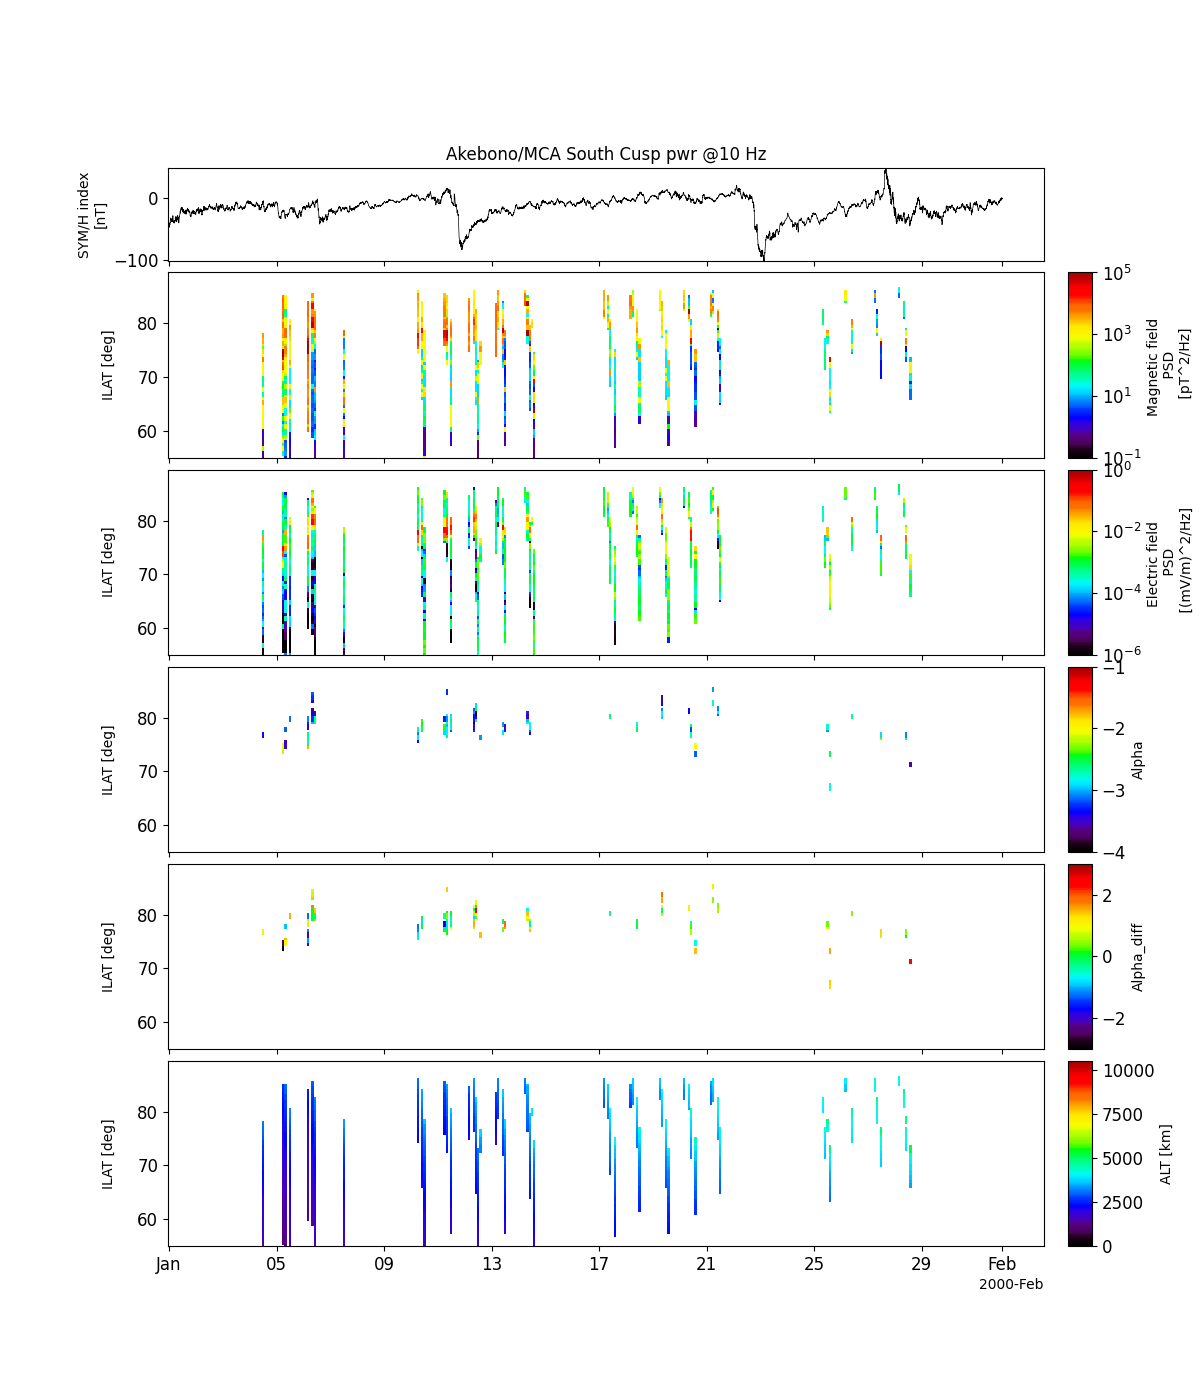 Akebono/MCA South Cusp pwr @10 Hz
SYM/H index
[nT]
0
−100
ILAT [deg]
80
70
60
10^5
10^3
10^1
10^−1
Magnetic field
PSD
[pT^2/Hz]
ILAT [deg]
80
70
60
10^0
10^−2
10^−4
10^−6
Electric field
PSD
[(mV/m)^2/Hz]
ILAT [deg]
80
70
60
−1
−2
−3
−4
Alpha
ILAT [deg]
80
70
60
2
0
−2
Alpha_diff
ILAT [deg]
80
70
60
10000
7500
5000
2500
0
ALT [km]
Jan 05 09 13 17 21 25 29 Feb
2000-Feb